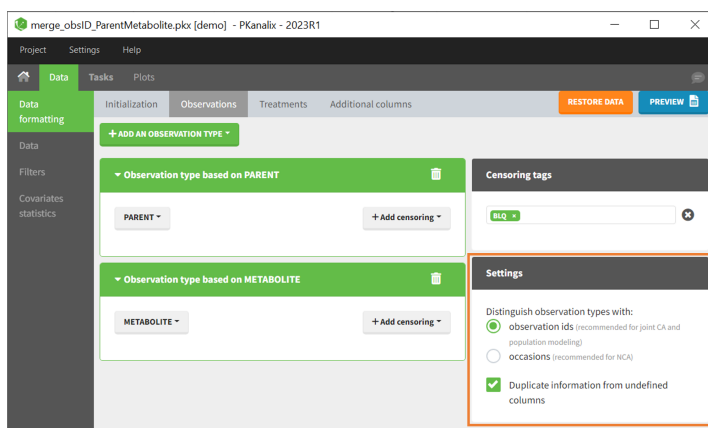 merge_obsID_ParentMetabolite.pkx [demo] - PKanalix - 2023R1
Project Settings Help
Data Tasks Plots
Data formatting
Data
Filters
Covariates statistics
Initialization Observations Treatments Additional columns
RESTORE DATA PREVIEW
+ ADD AN OBSERVATION TYPE
Observation type based on PARENT
PARENT
+ Add censoring
Observation type based on METABOLITE
METABOLITE
+ Add censoring
Censoring tags
BLQ ×
Settings
Distinguish observation types with:
observation ids (recommended for joint CA and
population modeling)
occasions (recommended for NCA)
Duplicate information from undefined
columns